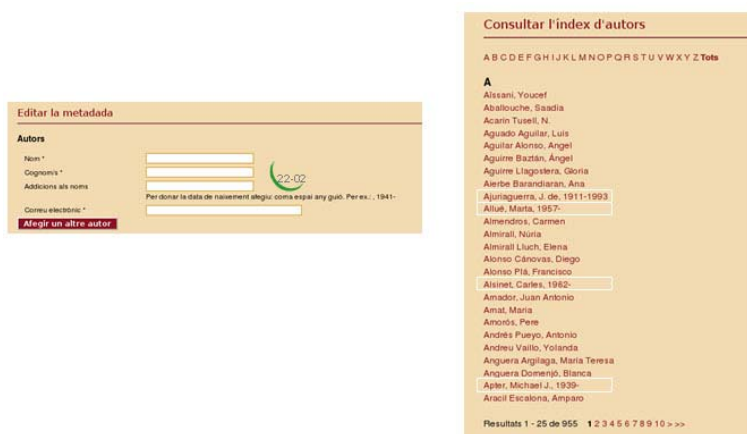 Editar la metadada
Autors
Nom *
Cognom/s *
Addicions als noms
22-02
Per donar la data de naixement afegiu: coma espai any guió. Per ex.: , 1941-
Correu electrònic *
Afegir un altre autor
Consultar l'índex d'autors
A B C D E F G H I J K L M N O P Q R S T U V W X Y Z Tots
A
Aïssani, Youcef
Aballouche, Saadia
Acarín Tusell, N.
Aguado Aguilar, Luis
Aguilar Alonso, Angel
Aguirre Baztán, Ángel
Aguirre Llagostera, Gloria
Aierbe Barandiaran, Ana
Ajuriaguerra, J. de, 1911-1993
Allué, Marta, 1957-
Almendros, Carmen
Almirall, Núria
Almirall Lluch, Elena
Alonso Cánovas, Diego
Alonso Plá, Francisco
Alsinet, Carles, 1962-
Amador, Juan Antonio
Amat, Maria
Amorós, Pere
Andrés Pueyo, Antonio
Andreu Vaillo, Yolanda
Anguera Argilaga, María Teresa
Anguera Domenjó, Blanca
Apter, Michael J., 1939-
Aracil Escalona, Amparo
Resultats 1 - 25 de 955 1 2 3 4 5 6 7 8 9 10 > >>